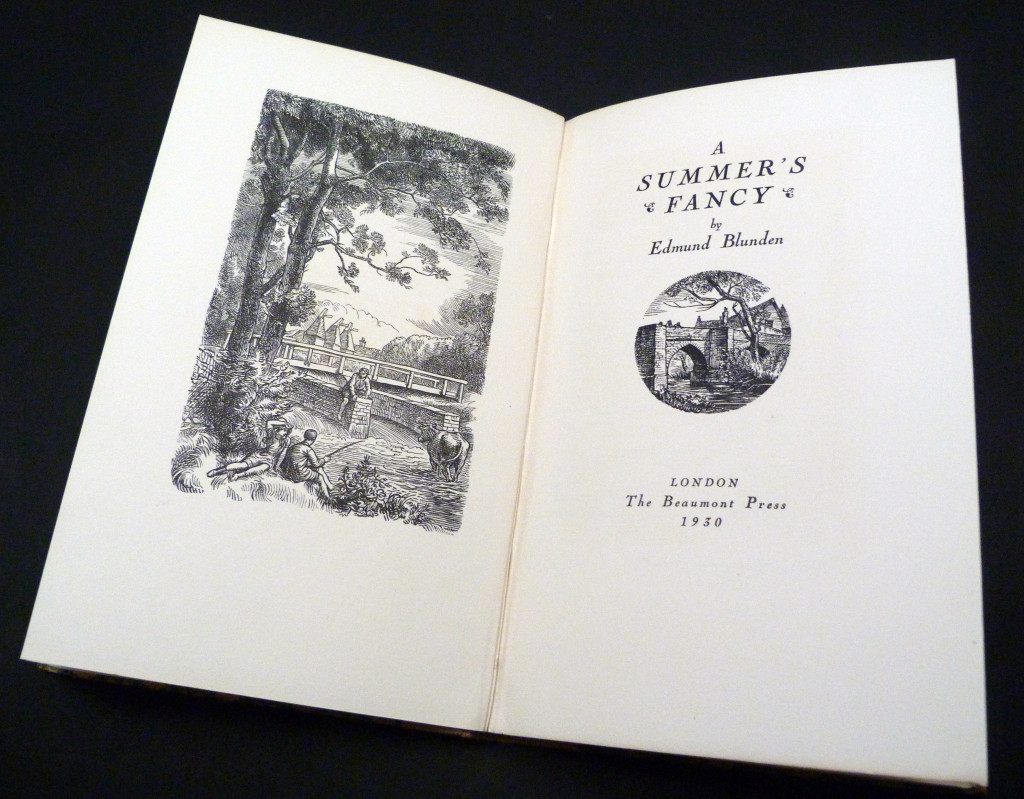 A
SUMMER'S
FANCY
by
Edmund Blunden
LONDON
The Beaumont Press
1930